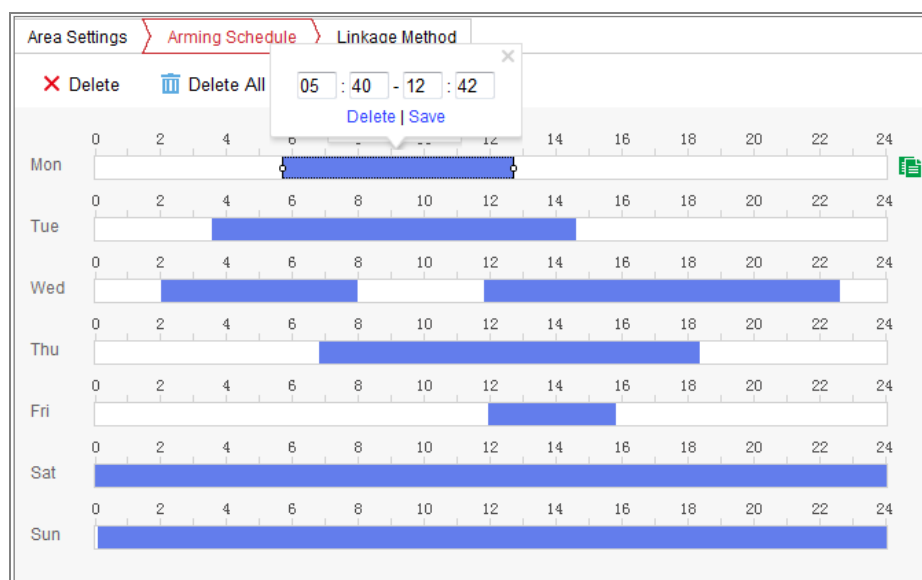 Area Settings Arming Schedule Linkage Method
×
Delete Delete All 05 : 40 - 12 : 42
Delete | Save
0 2 4 6 12 14 16 18 20 22 24
Mon
0 2 4 6 8 10 12 14 16 18 20 22 24
Tue
0 2 4 6 8 10 12 14 16 18 20 22 24
Wed
0 2 4 6 8 10 12 14 16 18 20 22 24
Thu
0 2 4 6 8 10 12 14 16 18 20 22 24
Fri
0 2 4 6 8 10 12 14 16 18 20 22 24
Sat
0 2 4 6 8 10 12 14 16 18 20 22 24
Sun